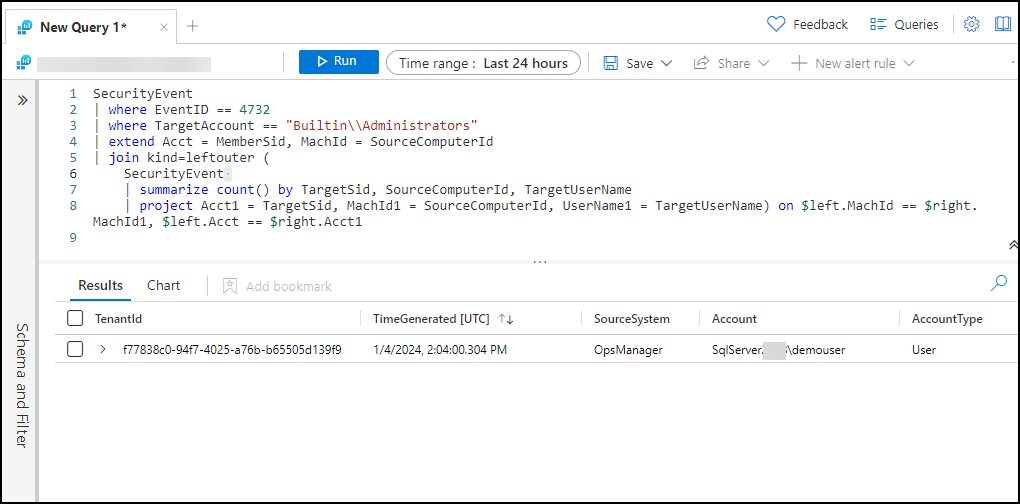 New Query 1*
Feedback Queries
Run Time range : Last 24 hours Save Share New alert rule
1 SecurityEvent
2 | where EventID == 4732
3 | where TargetAccount == "Builtin\\Administrators"
4 | extend Acct = MemberSid, MachId = SourceComputerId
5 | join kind=leftouter (
6 SecurityEvent
7 | summarize count() by TargetSid, SourceComputerId, TargetUserName
8 | project Acct1 = TargetSid, MachId1 = SourceComputerId, UserName1 = TargetUserName) on $left.MachId == $right.
MachId1, $left.Acct == $right.Acct1
9
Schema and Filter
Results Chart Add bookmark
TenantId TimeGenerated [UTC] SourceSystem Account AccountType
f77838c0-94f7-4025-a76b-b65505d139f9 1/4/2024, 2:04:00.304 PM OpsManager SqlServer \demouser User